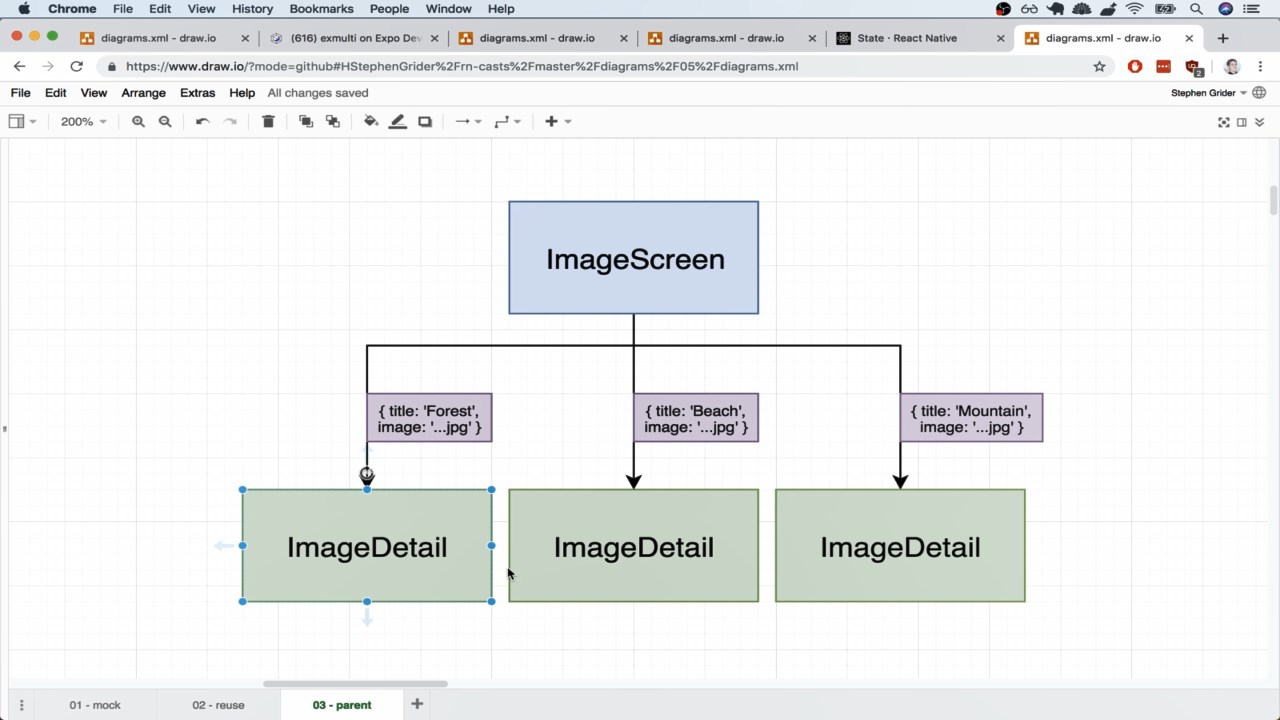 Chrome File Edit View History Bookmarks People Window Help
diagrams.xml - draw.io
(616) exmulti on Expo Dev
diagrams.xml - draw.io
diagrams.xml - draw.io
State · React Native
diagrams.xml - draw.io
https://www.draw.io/?mode=github#HStephenGrider%2Frn-casts%2Fmaster%2Fdiagrams%2F05%2Fdiagrams.xml
2
File Edit View Arrange Extras Help All changes saved
Stephen Grider
200%
ImageScreen
{ title: 'Forest',
image: '...jpg' }
{ title: 'Beach',
image: '...jpg' }
{ title: 'Mountain',
image: '...jpg' }
ImageDetail
ImageDetail
ImageDetail
01 - mock
02 - reuse
03 - parent